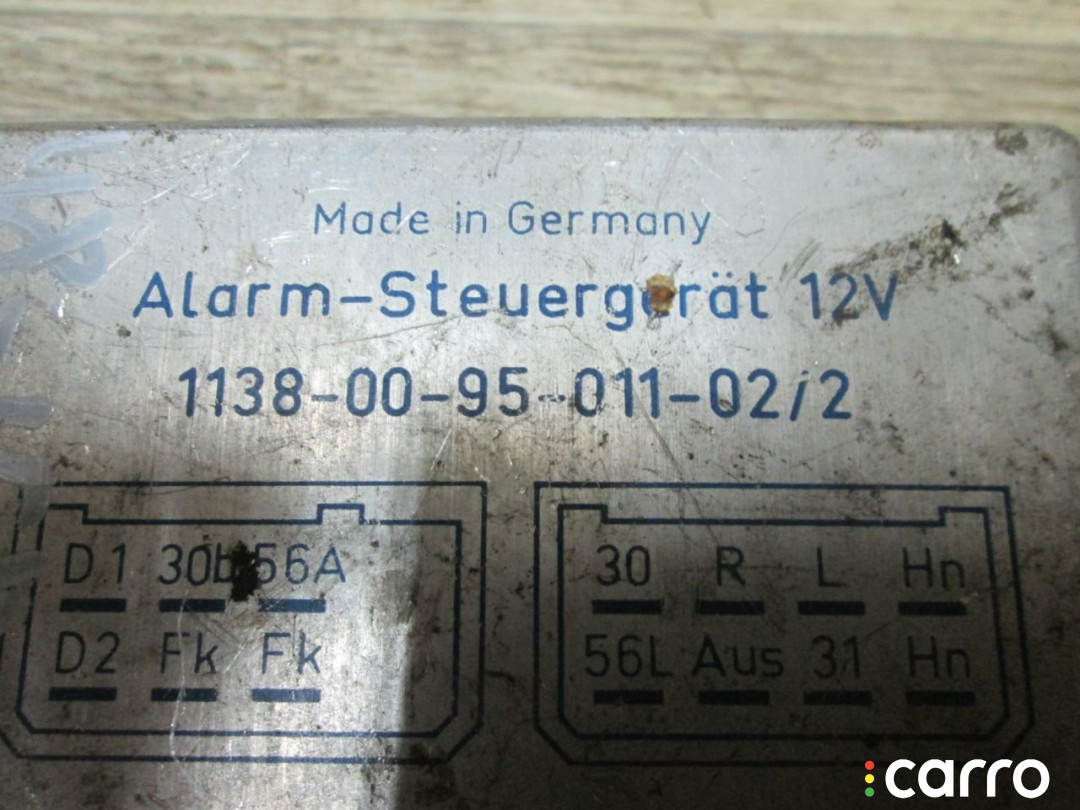 Made in Germany
Alarm-Steuergerät 12V
1138-00-95-011-02/2
D1 30b 56A
D2 Fk Fk
30 R L Hn
56L Aus 31 Hn
carro